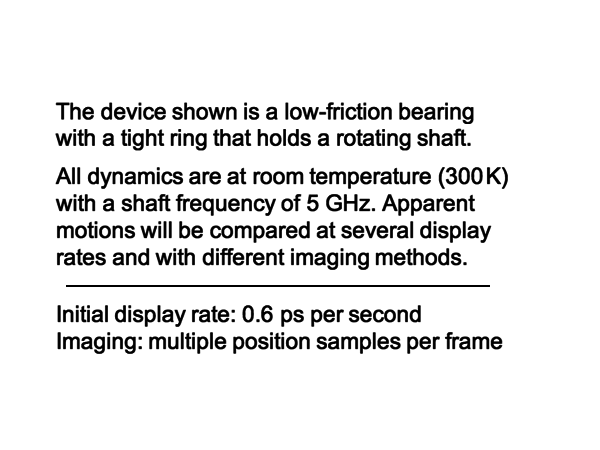 The device shown is a low-friction bearing
with a tight ring that holds a rotating shaft.
All dynamics are at room temperature (300 K)
with a shaft frequency of 5 GHz. Apparent
motions will be compared at several display
rates and with different imaging methods.
Initial display rate: 0.6 ps per second
Imaging: multiple position samples per frame